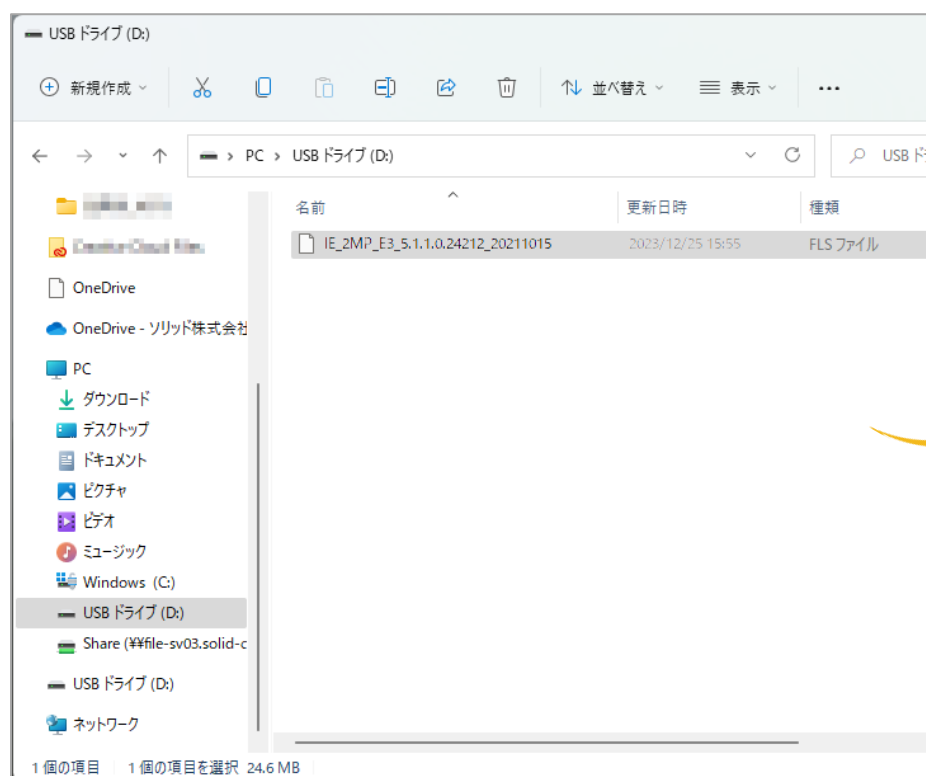 USB ドライブ (D:)
新規作成
並べ替え
表示
PC
USB ドライブ (D:)
USB ド
名前
更新日時
種類
IE_2MP_E3_5.1.1.0.24212_20211015
2023/12/25 15:55
FLS ファイル
OneDrive
OneDrive - ソリッド株式会社
PC
ダウンロード
デスクトップ
ドキュメント
ピクチャ
ビデオ
ミュージック
Windows (C:)
USB ドライブ (D:)
Share (¥¥file-sv03.solid-c
USB ドライブ (D:)
ネットワーク
1 個の項目
1 個の項目を選択 24.6 MB